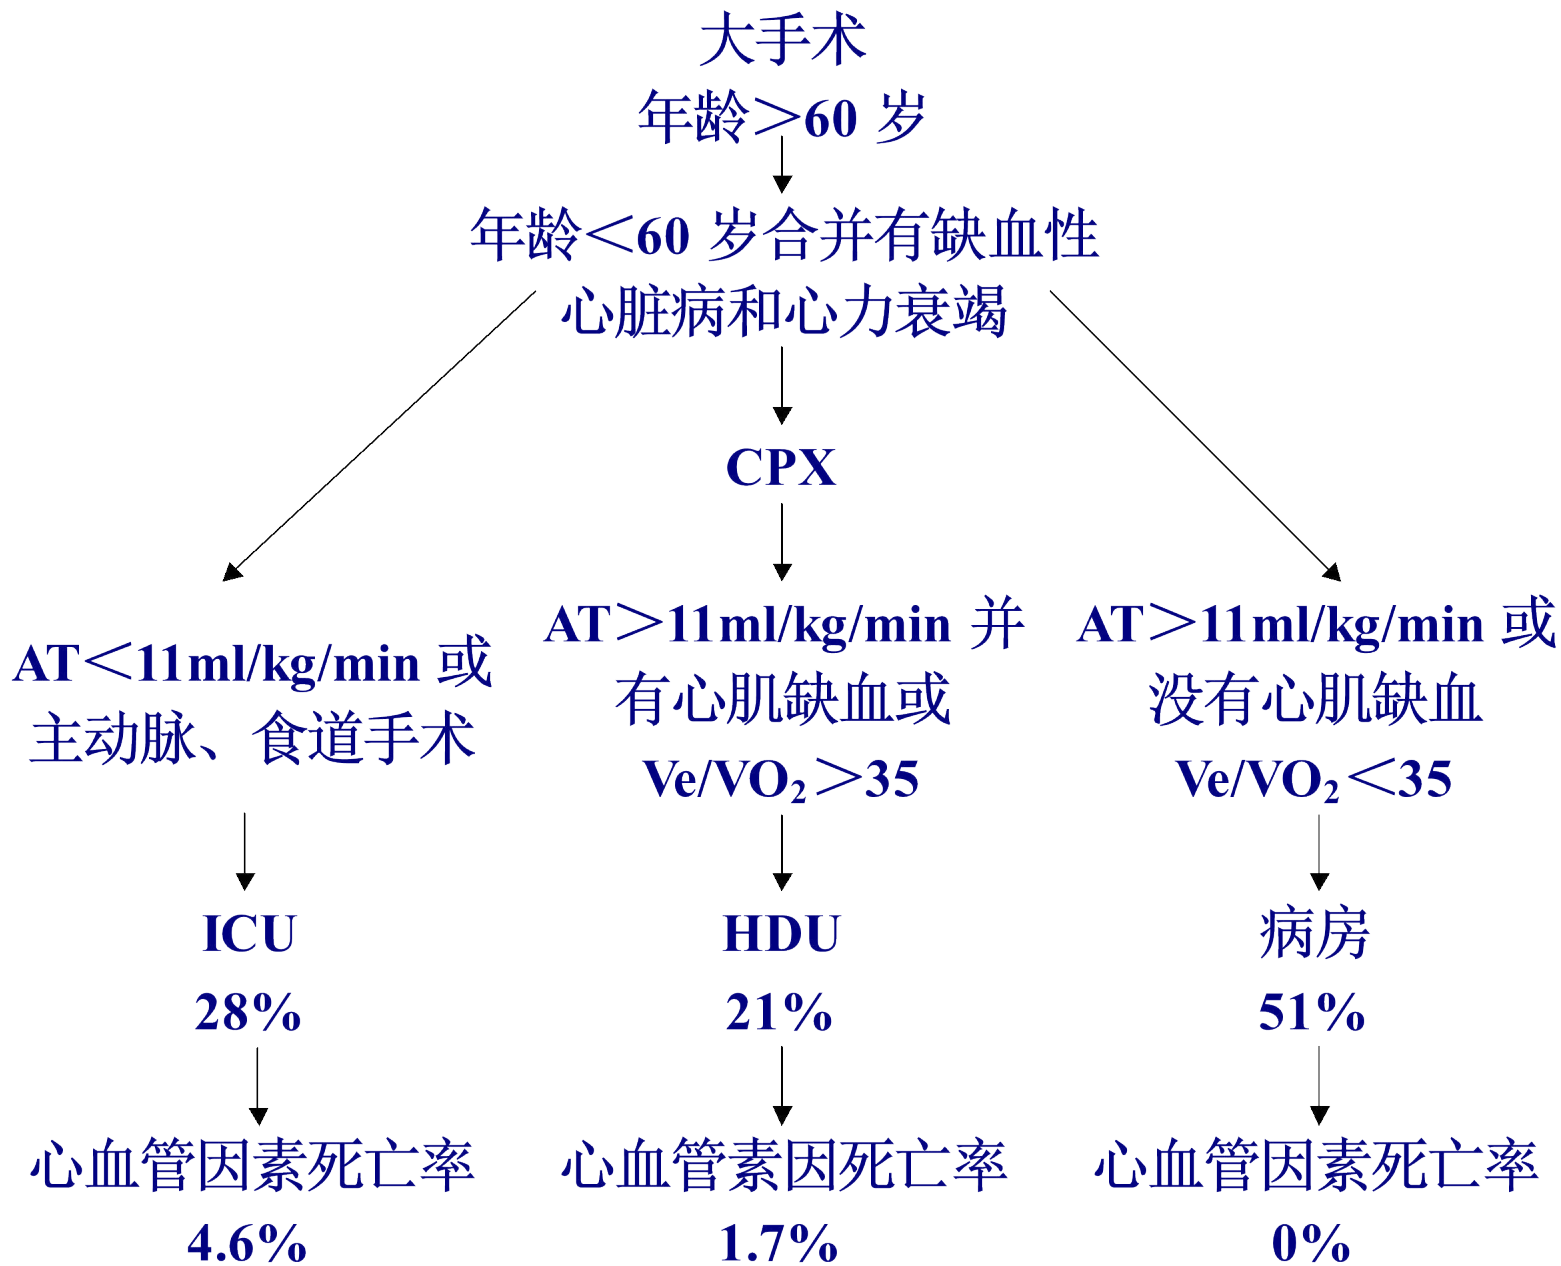 大手术
年龄＞60 岁
年龄＜60 岁合并有缺血性
心脏病和心力衰竭
CPX
AT＜11ml/kg/min 或
主动脉、食道手术
ICU
28%
心血管因素死亡率
4.6%
AT＞11ml/kg/min 并
有心肌缺血或
Ve/VO₂＞35
HDU
21%
心血管素因死亡率
1.7%
AT＞11ml/kg/min 或
没有心肌缺血
Ve/VO₂＜35
病房
51%
心血管因素死亡率
0%